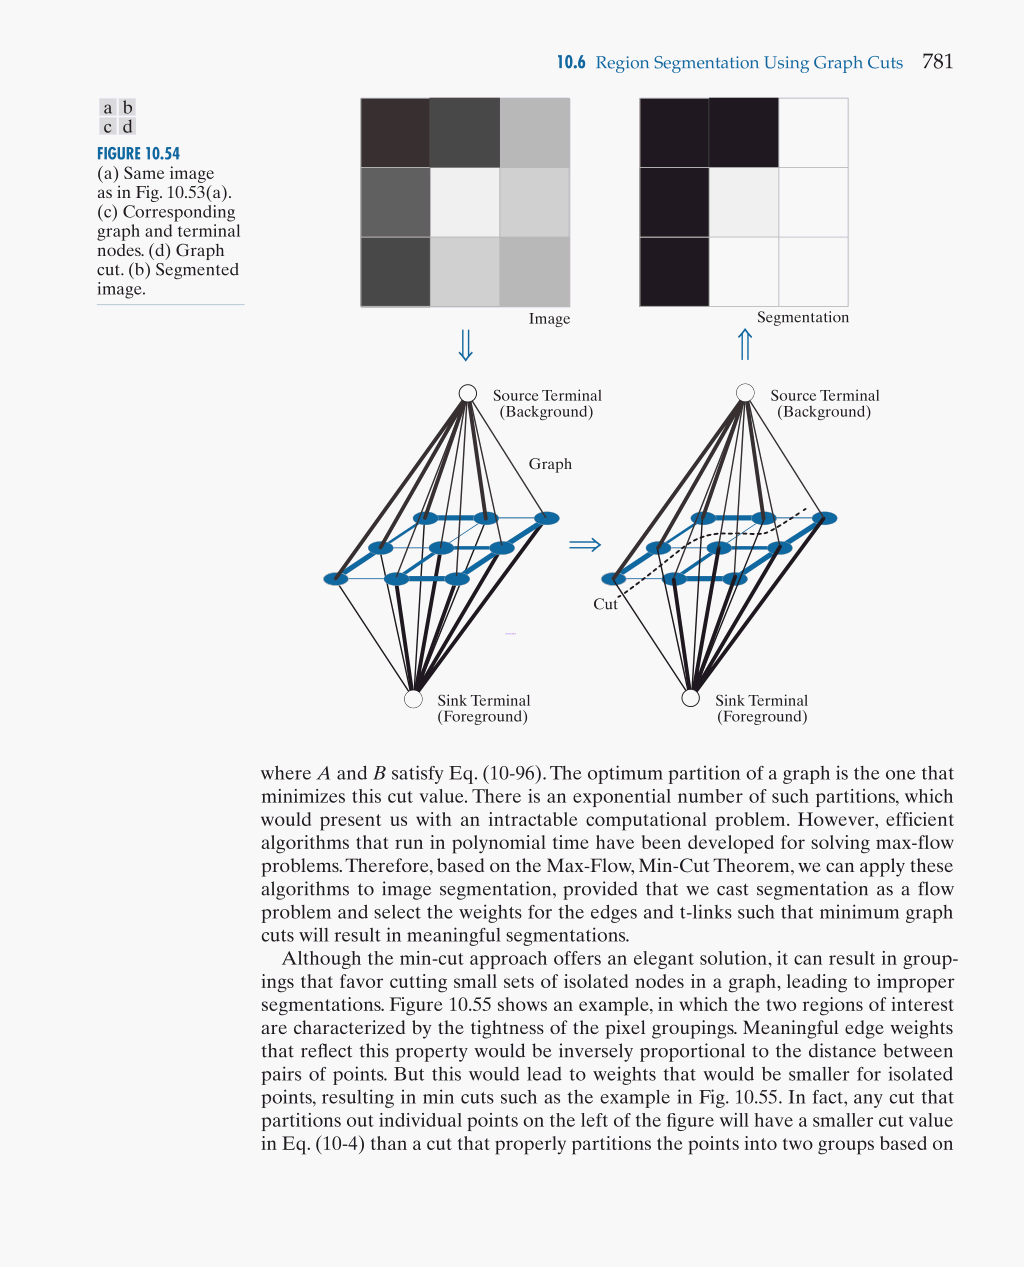 10.6 Region Segmentation Using Graph Cuts 781
a b
c d
FIGURE 10.54
(a) Same image
as in Fig. 10.53(a).
(c) Corresponding
graph and terminal
nodes. (d) Graph
cut. (b) Segmented
image.
Image
Segmentation
Source Terminal
(Background)
Source Terminal
(Background)
Graph
Cut
Sink Terminal
(Foreground)
Sink Terminal
(Foreground)
where A and B satisfy Eq. (10-96). The optimum partition of a graph is the one that
minimizes this cut value. There is an exponential number of such partitions, which
would present us with an intractable computational problem. However, efficient
algorithms that run in polynomial time have been developed for solving max-flow
problems. Therefore, based on the Max-Flow, Min-Cut Theorem, we can apply these
algorithms to image segmentation, provided that we cast segmentation as a flow
problem and select the weights for the edges and t-links such that minimum graph
cuts will result in meaningful segmentations.
Although the min-cut approach offers an elegant solution, it can result in group-
ings that favor cutting small sets of isolated nodes in a graph, leading to improper
segmentations. Figure 10.55 shows an example, in which the two regions of interest
are characterized by the tightness of the pixel groupings. Meaningful edge weights
that reflect this property would be inversely proportional to the distance between
pairs of points. But this would lead to weights that would be smaller for isolated
points, resulting in min cuts such as the example in Fig. 10.55. In fact, any cut that
partitions out individual points on the left of the figure will have a smaller cut value
in Eq. (10-4) than a cut that properly partitions the points into two groups based on